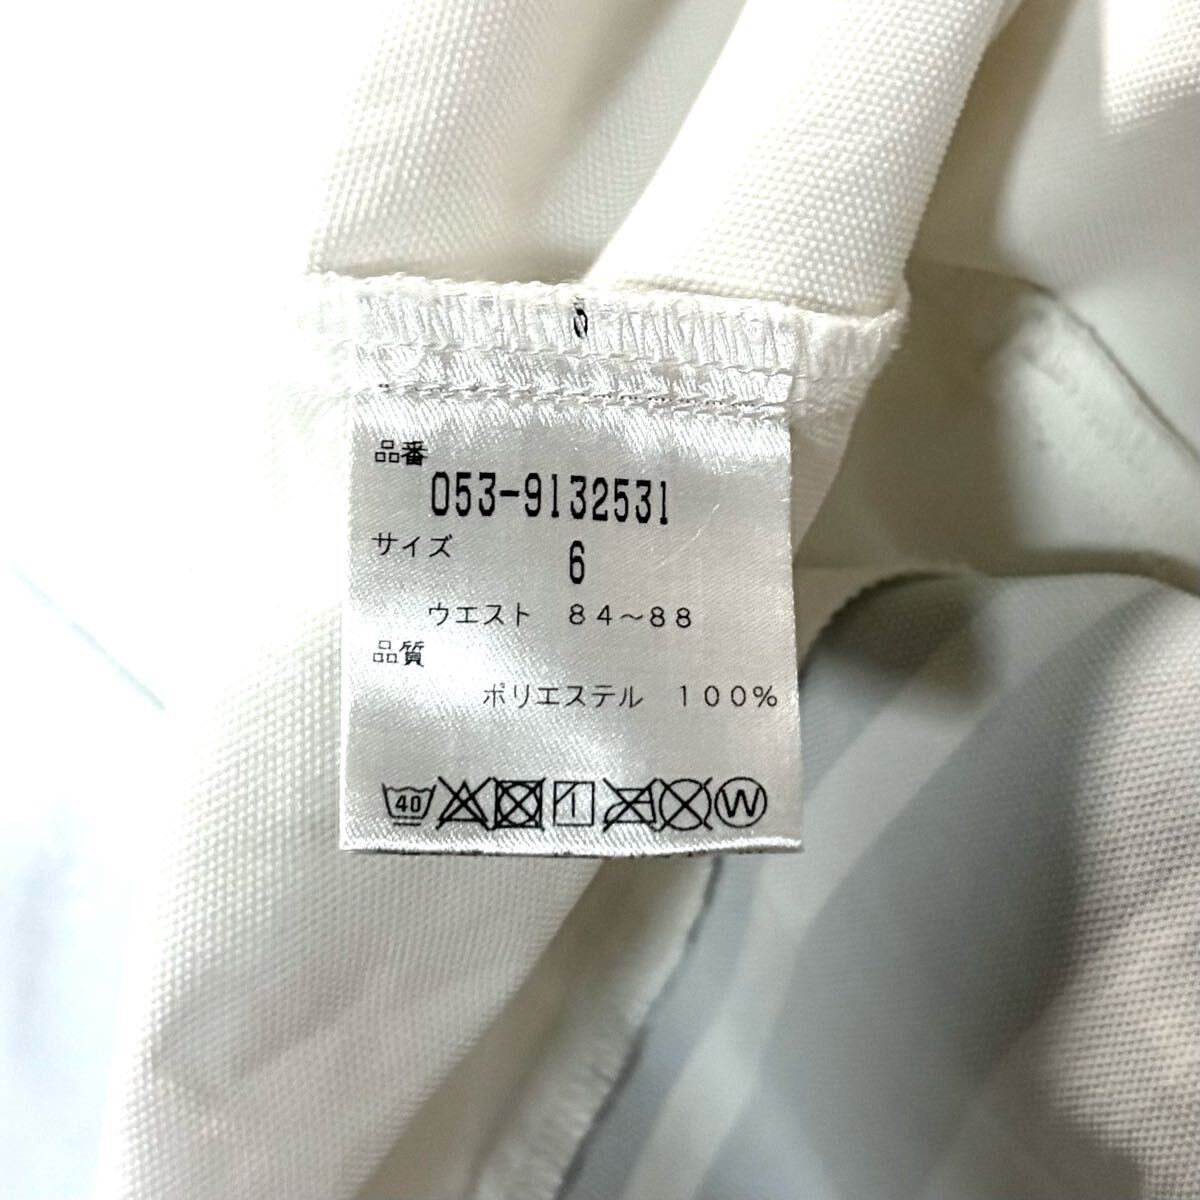 品番
053-9132531
サイズ 6
ウエスト 84～88
品質
ポリエステル 100%
40 W